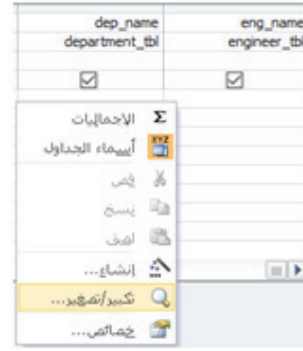 dep_name eng_name
department_tbl engineer_tbl
الإجماليات
أسماء الجداول
قص
نسخ
لصق
إنشاء...
تكبير/تصغير...
خصائص...